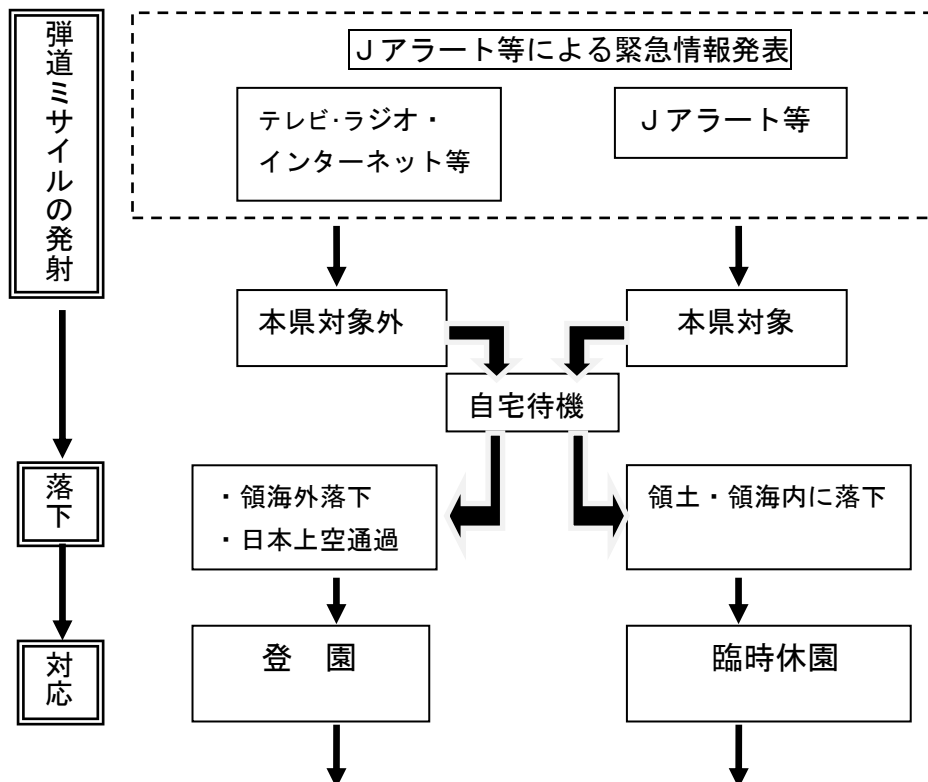 弾道ミサイルの発射
Jアラート等による緊急情報発表
テレビ・ラジオ・
インターネット等
Jアラート等
本県対象外
本県対象
自宅待機
落下
・領海外落下
・日本上空通過
領土・領海内に落下
対応
登　園
臨時休園